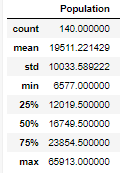 Population
count 140.000000
mean 19511.221429
std 10033.589222
min 6577.000000
25% 12019.500000
50% 16749.500000
75% 23854.500000
max 65913.000000